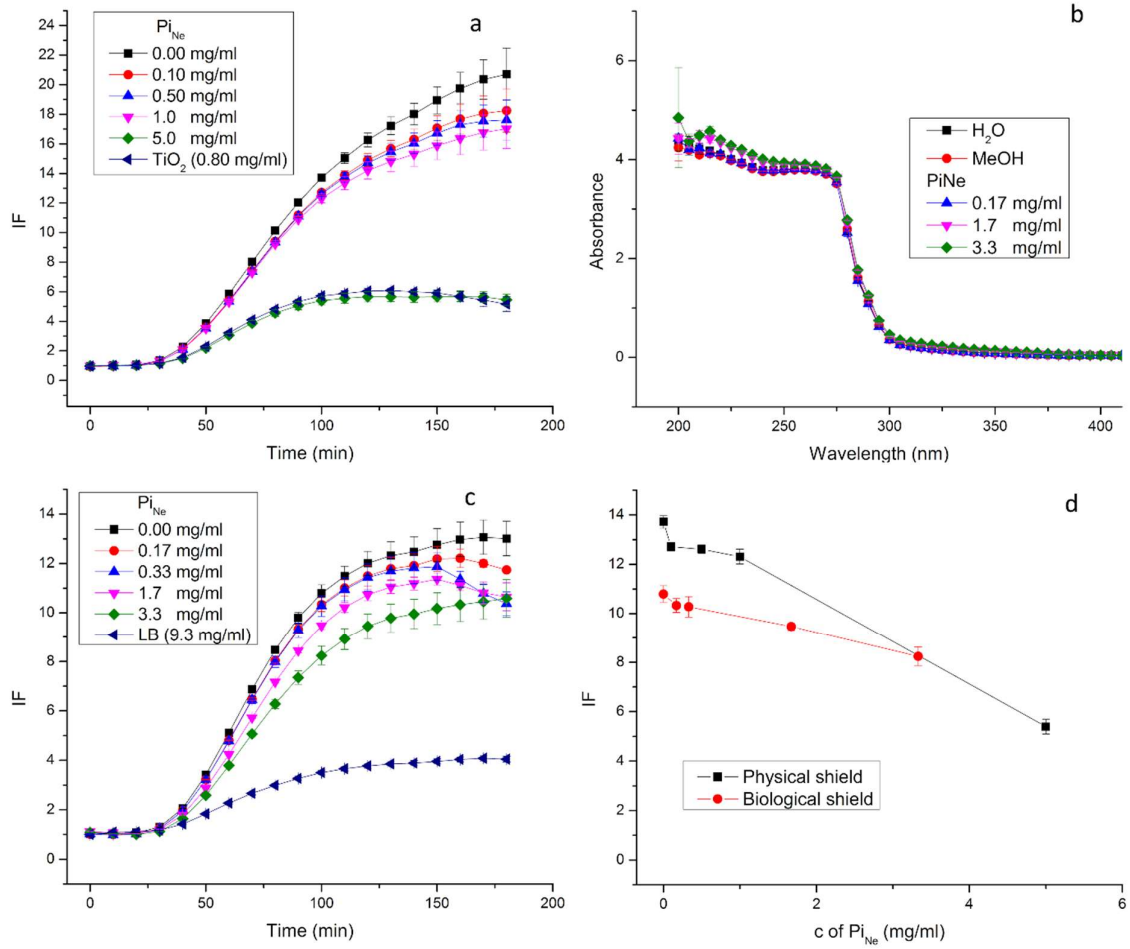 a
Pi_Ne
0.00 mg/ml
0.10 mg/ml
0.50 mg/ml
1.0 mg/ml
5.0 mg/ml
TiO₂ (0.80 mg/ml)
IF
26
24
22
20
18
16
14
12
10
8
6
4
2
0
0 50 100 150 200
Time (min)
b
H₂O
MeOH
PiNe
0.17 mg/ml
1.7 mg/ml
3.3 mg/ml
Absorbance
6
4
2
0
200 250 300 350 400
Wavelength (nm)
c
Pi_Ne
0.00 mg/ml
0.17 mg/ml
0.33 mg/ml
1.7 mg/ml
3.3 mg/ml
LB (9.3 mg/ml)
IF
14
12
10
8
6
4
2
0
0 50 100 150 200
Time (min)
d
IF
14
12
10
8
6
4
2
0
Physical shield
Biological shield
0 2 4 6
c of Pi_Ne (mg/ml)